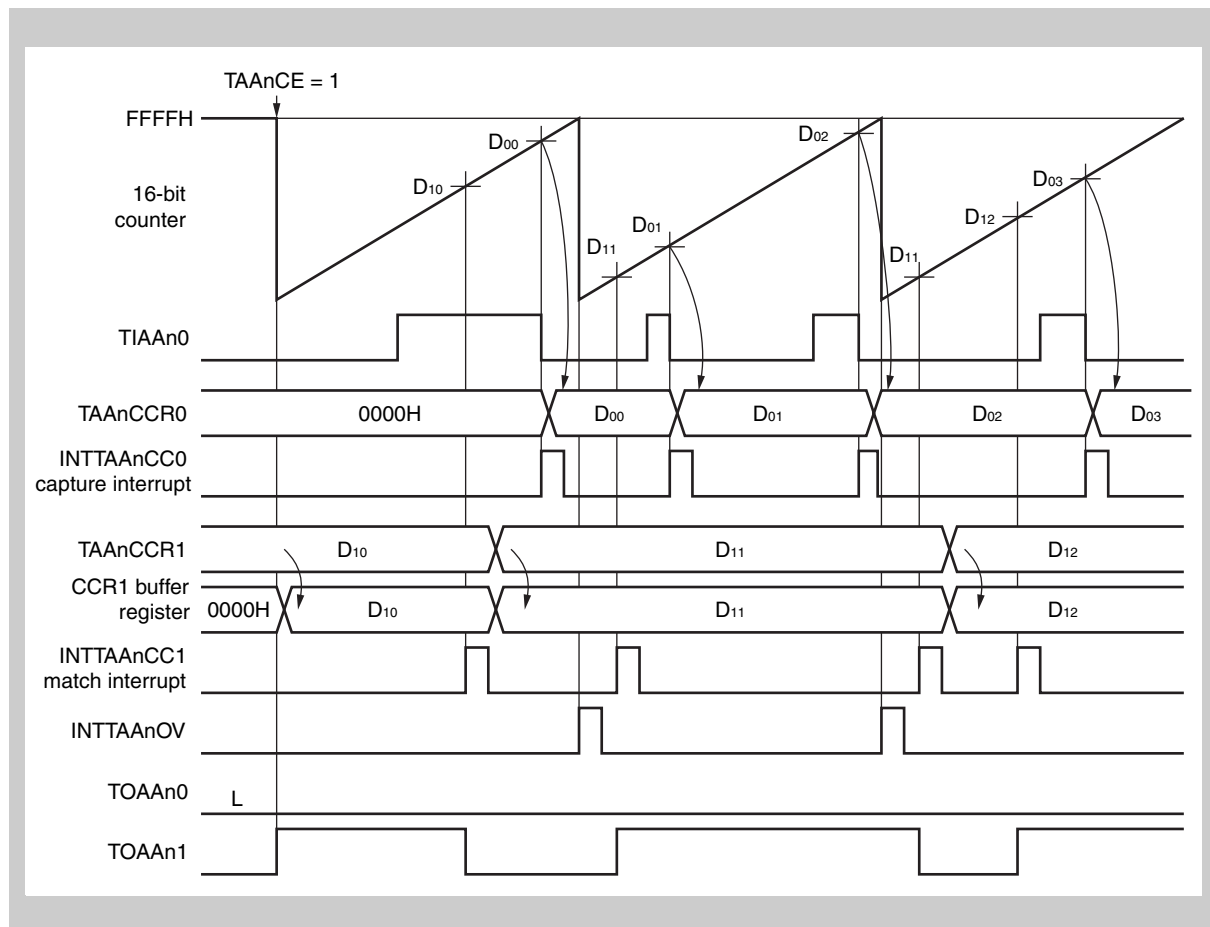 TAAnCE = 1
FFFFH
16-bit
counter
D10
D00
D11
D01
D02
D11
D12
D03
TIAAn0
TAAnCCR0
0000H
D00
D01
D02
D03
INTTAAnCC0
capture interrupt
TAAnCCR1
D10
D11
D12
CCR1 buffer
register
0000H
D10
D11
D12
INTTAAnCC1
match interrupt
INTTAAnOV
TOAAn0
L
TOAAn1